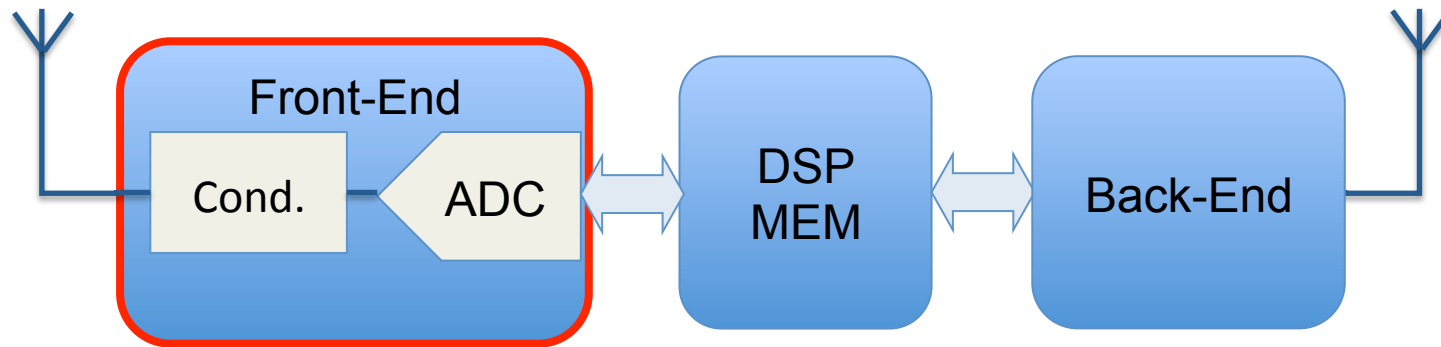 Front-End
Cond.
ADC
DSP
MEM
Back-End